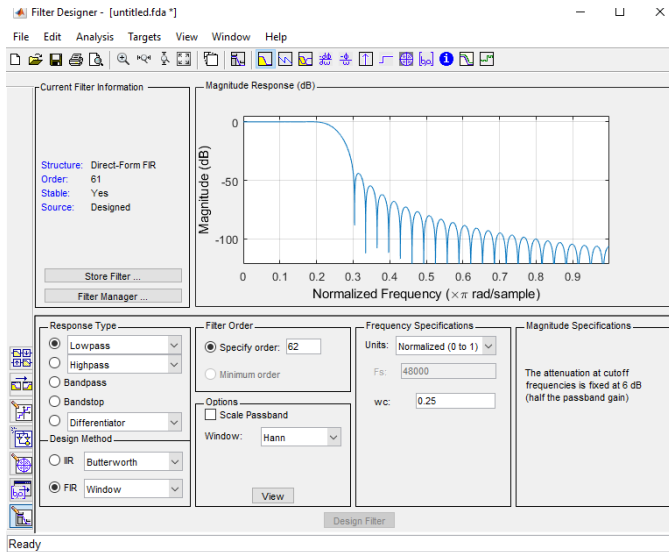 Filter Designer - [untitled.fda *]
File Edit Analysis Targets View Window Help
Current Filter Information
Structure: Direct-Form FIR
Order: 61
Stable: Yes
Source: Designed
Store Filter ...
Filter Manager ...
Magnitude Response (dB)
Magnitude (dB)
0
-50
-100
0 0.1 0.2 0.3 0.4 0.5 0.6 0.7 0.8 0.9
Normalized Frequency (×π rad/sample)
Response Type
Lowpass
Highpass
Bandpass
Bandstop
Differentiator
Design Method
IIR Butterworth
FIR Window
Filter Order
Specify order: 62
Minimum order
Options
Scale Passband
Window: Hann
View
Frequency Specifications
Units: Normalized (0 to 1)
Fs: 48000
wc: 0.25
Magnitude Specifications
The attenuation at cutoff
frequencies is fixed at 6 dB
(half the passband gain)
Design Filter
Ready